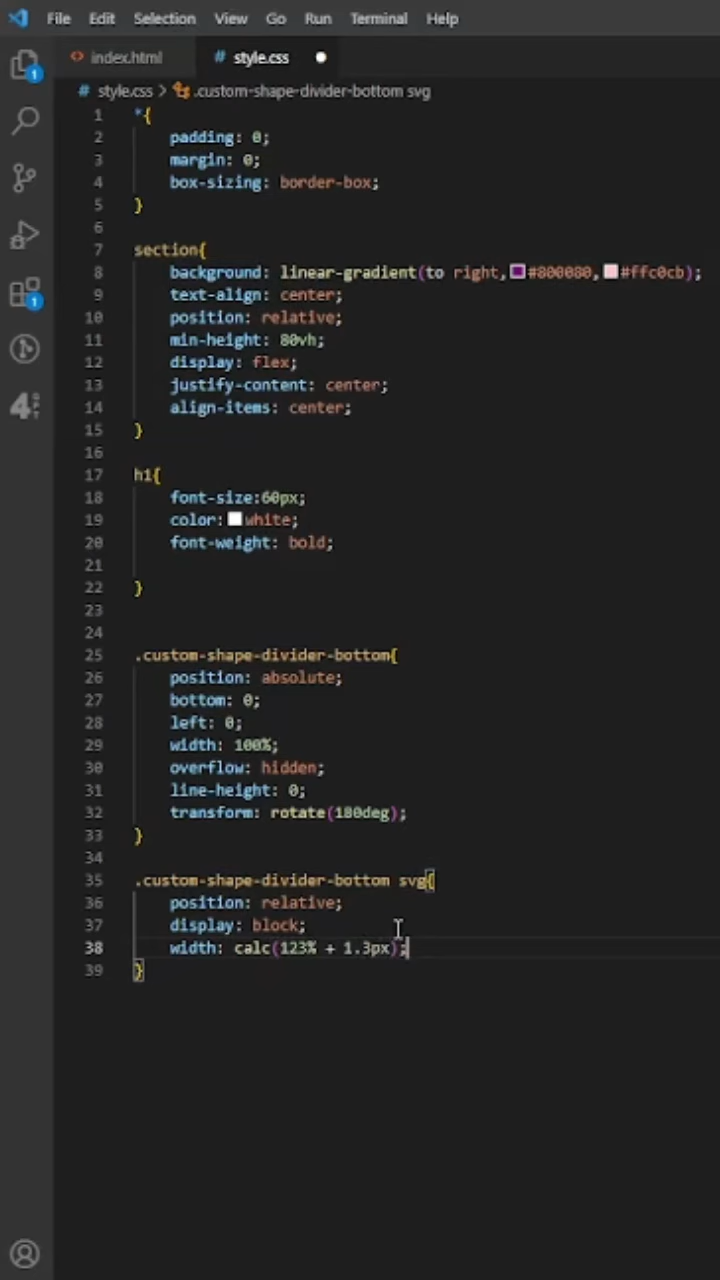 File Edit Selection View Go Run Terminal Help
index.html # style.css
# style.css > .custom-shape-divider-bottom svg
1 *{
2 padding: 0;
3 margin: 0;
4 box-sizing: border-box;
5 }
6
7 section{
8 background: linear-gradient(to right, #800080, #ffc0cb);
9 text-align: center;
10 position: relative;
11 min-height: 80vh;
12 display: flex;
13 justify-content: center;
14 align-items: center;
15 }
16
17 h1{
18 font-size:60px;
19 color: white;
20 font-weight: bold;
21
22 }
23
24
25 .custom-shape-divider-bottom{
26 position: absolute;
27 bottom: 0;
28 left: 0;
29 width: 100%;
30 overflow: hidden;
31 line-height: 0;
32 transform: rotate(180deg);
33 }
34
35 .custom-shape-divider-bottom svg{
36 position: relative;
37 display: block;
38 width: calc(123% + 1.3px);
39 }
1
1